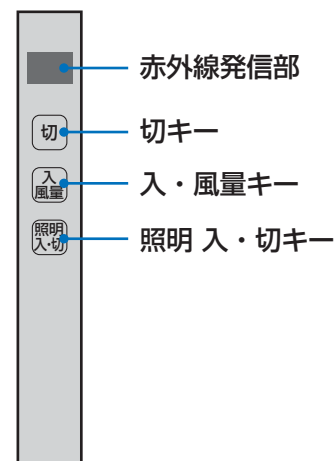 赤外線発信部
切
切キー
入
風量
入・風量キー
照明
入・切
照明 入・切キー